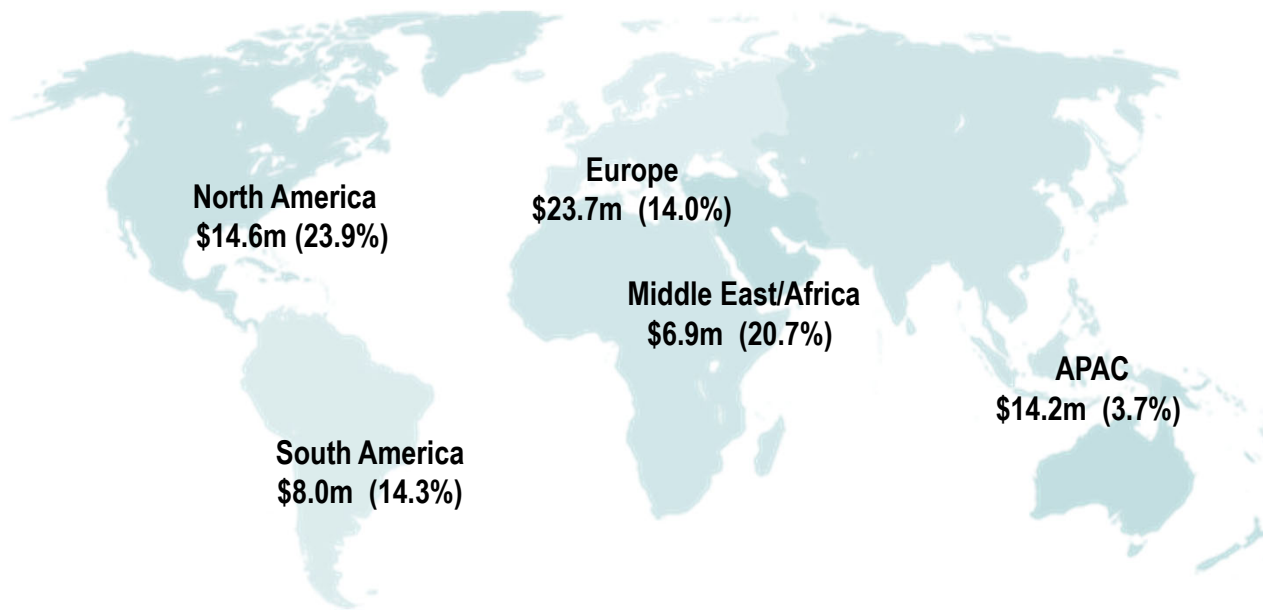 Europe
$23.7m (14.0%)
North America
$14.6m (23.9%)
Middle East/Africa
$6.9m (20.7%)
APAC
$14.2m (3.7%)
South America
$8.0m (14.3%)